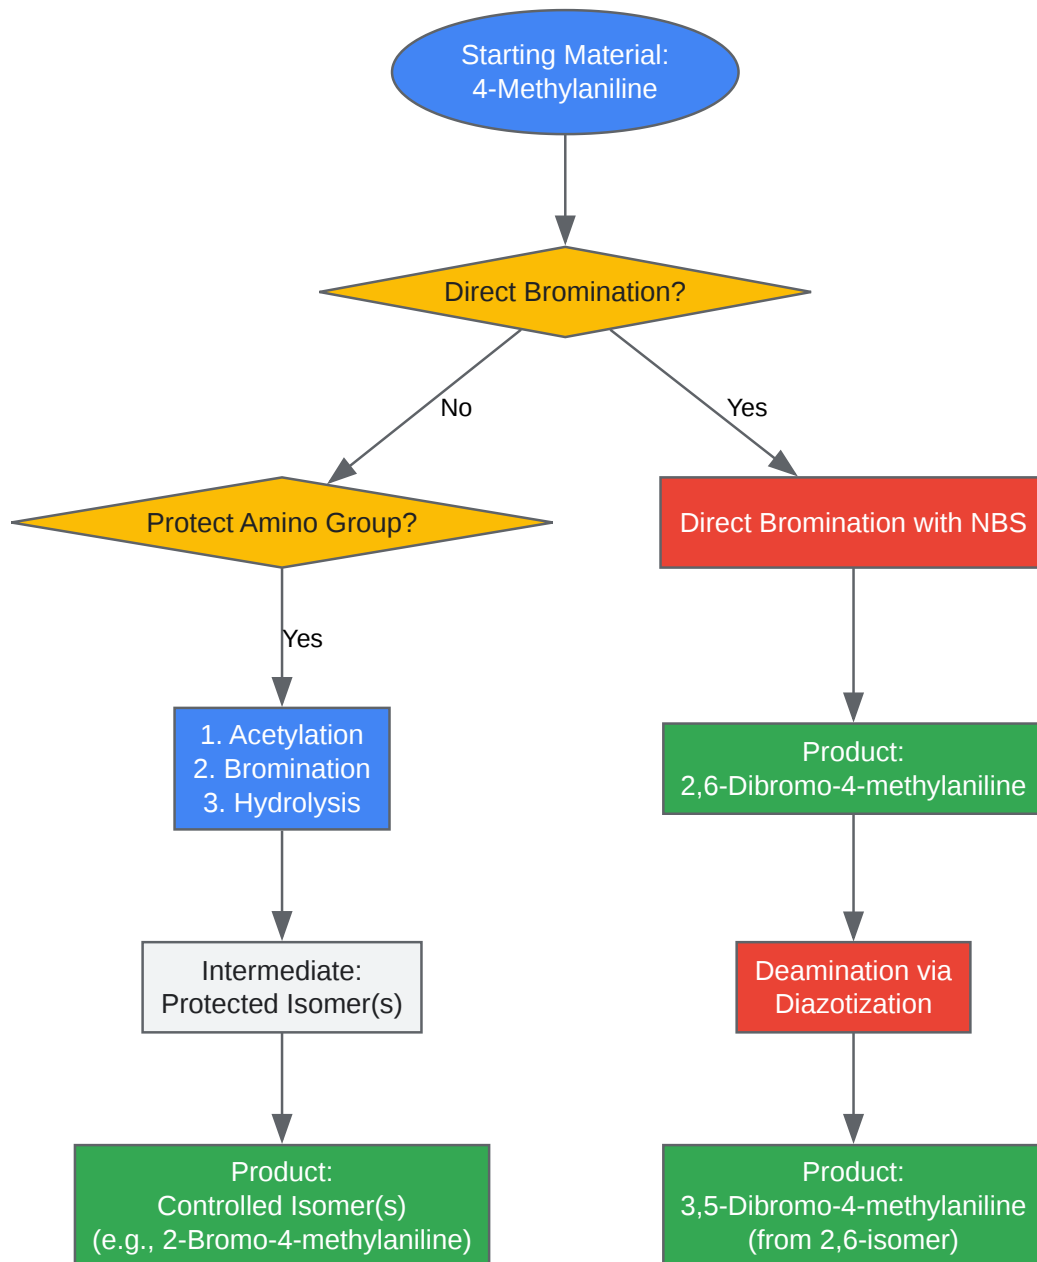 Starting Material:
4-Methylaniline
Direct Bromination?
No
Yes
Protect Amino Group?
Direct Bromination with NBS
Yes
1. Acetylation
2. Bromination
3. Hydrolysis
Product:
2,6-Dibromo-4-methylaniline
Intermediate:
Protected Isomer(s)
Deamination via
Diazotization
Product:
Controlled Isomer(s)
(e.g., 2-Bromo-4-methylaniline)
Product:
3,5-Dibromo-4-methylaniline
(from 2,6-isomer)